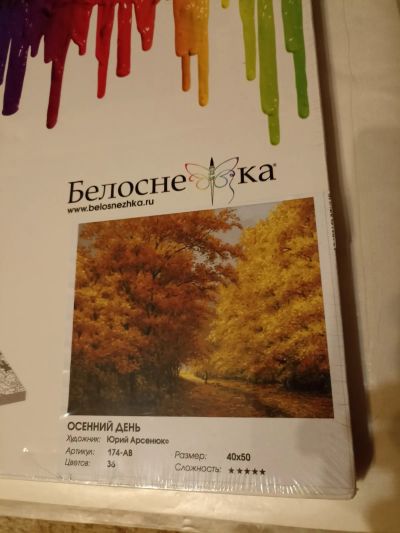 Белоснежка®
www.belosnezhka.ru
ОСЕННИЙ ДЕНЬ
Художник: Юрий Арсенюк©
Артикул: 174-AB
Размер: 40x50
Цветов: 36
Сложность: ★★★★★